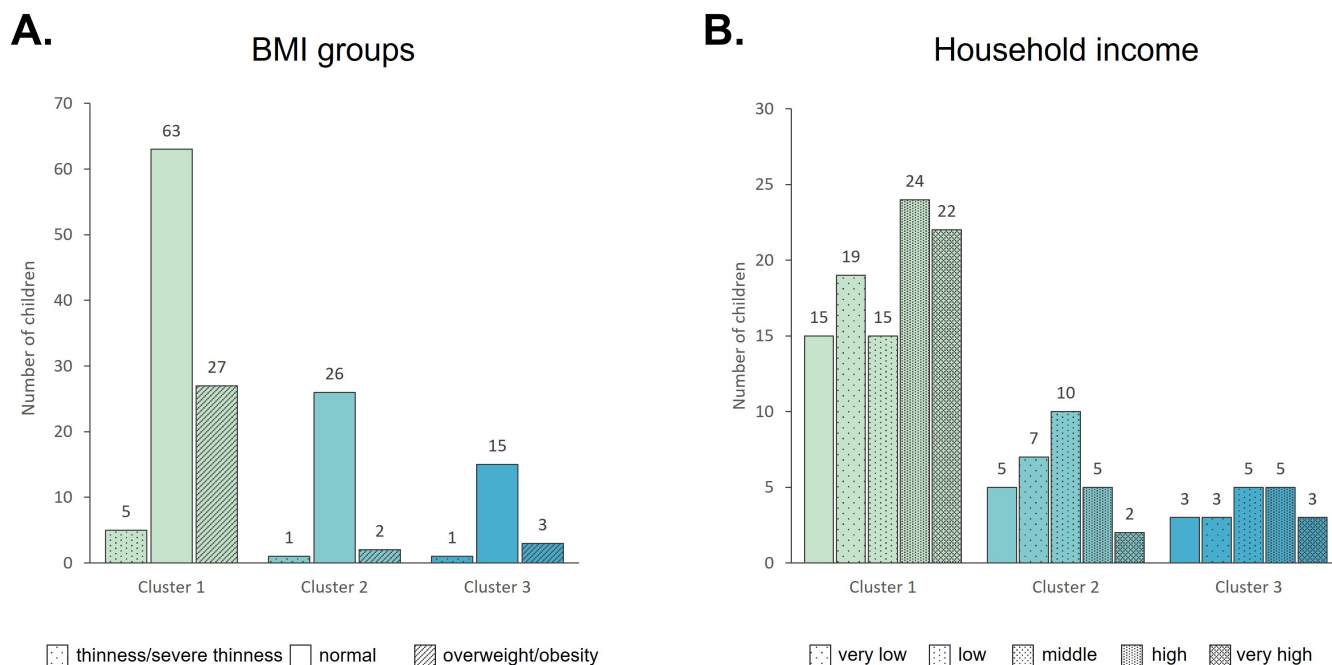 A.
BMI groups
Number of children
70
60
50
40
30
20
10
0
5
63
27
1
26
2
1
15
3
Cluster 1
Cluster 2
Cluster 3
thinness/severe thinness
normal
overweight/obesity
B.
Household income
Number of children
30
25
20
15
10
5
0
15
19
15
24
22
5
7
10
5
2
3
3
5
5
3
Cluster 1
Cluster 2
Cluster 3
very low
low
middle
high
very high